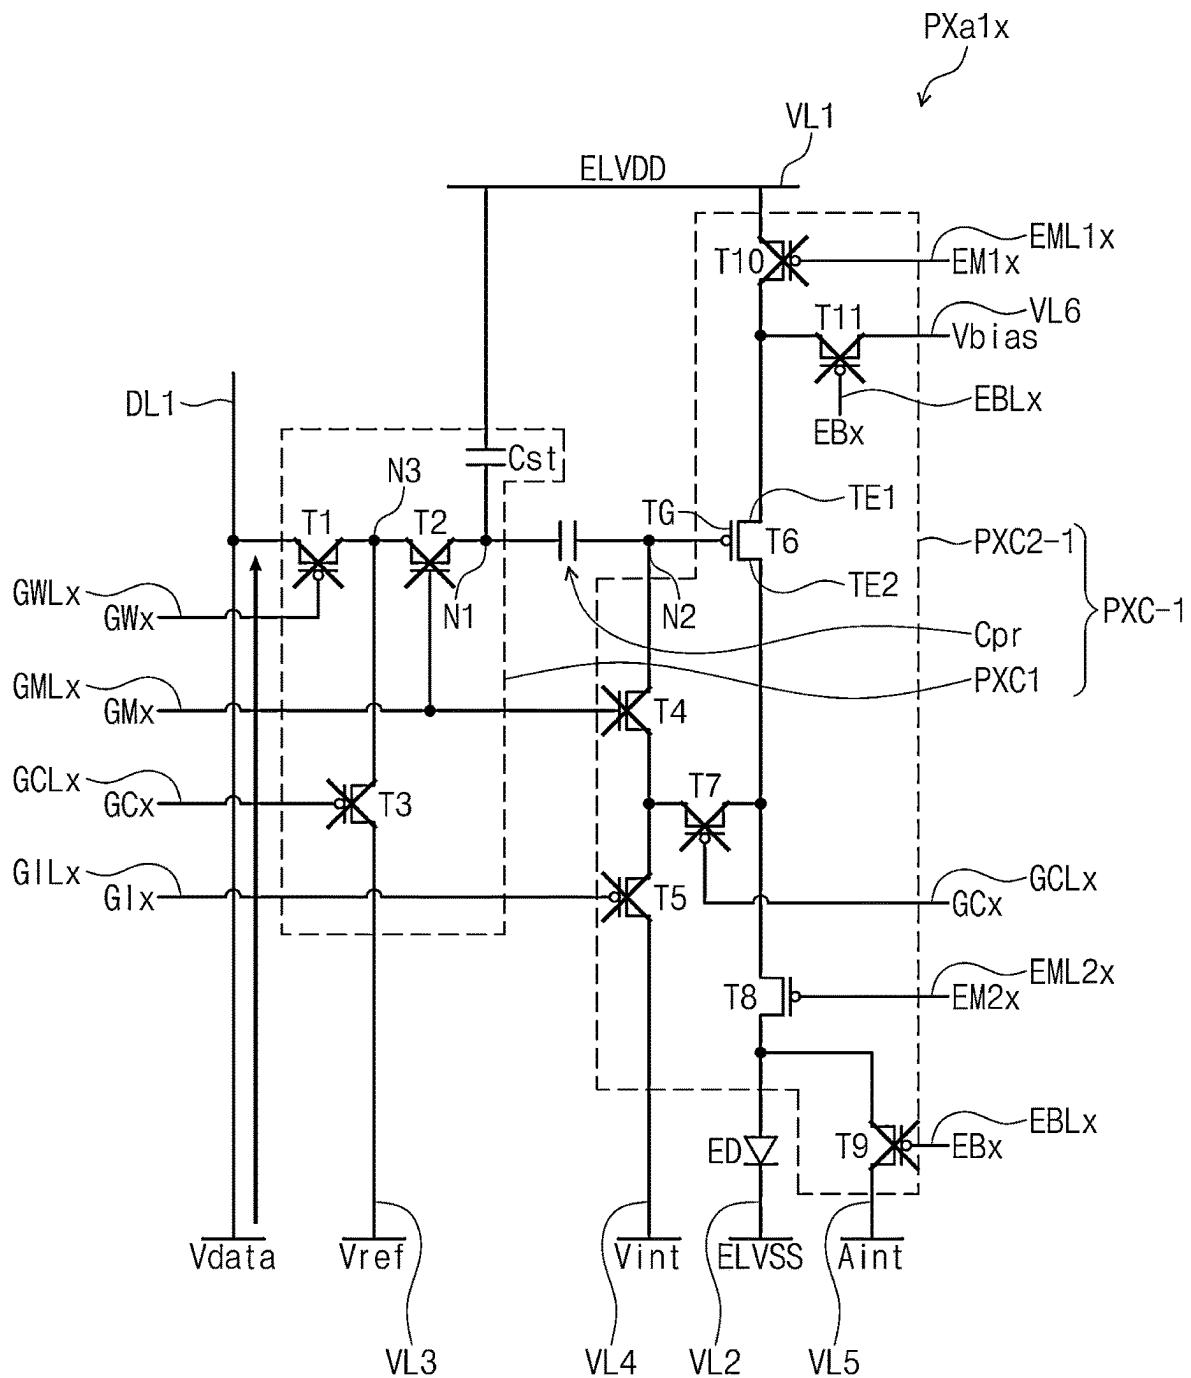 PXa1x
VL1
ELVDD
EML1x
T10
EM1x
T11
VL6
Vbias
DL1
EBLx
EBx
Cst
N3
TE1
TG
T1
T2
T6
PXC2-1
TE2
GWLx
GWx
N1
N2
PXC-1
Cpr
GMLx
PXC1
GMx
T4
GCLx
T7
GCx
T3
GILx
GCLx
GIx
T5
GCx
EML2x
T8
EM2x
EBLx
ED
T9
EBx
Vdata
Vref
Vint
ELVSS
Aint
VL3
VL4
VL2
VL5